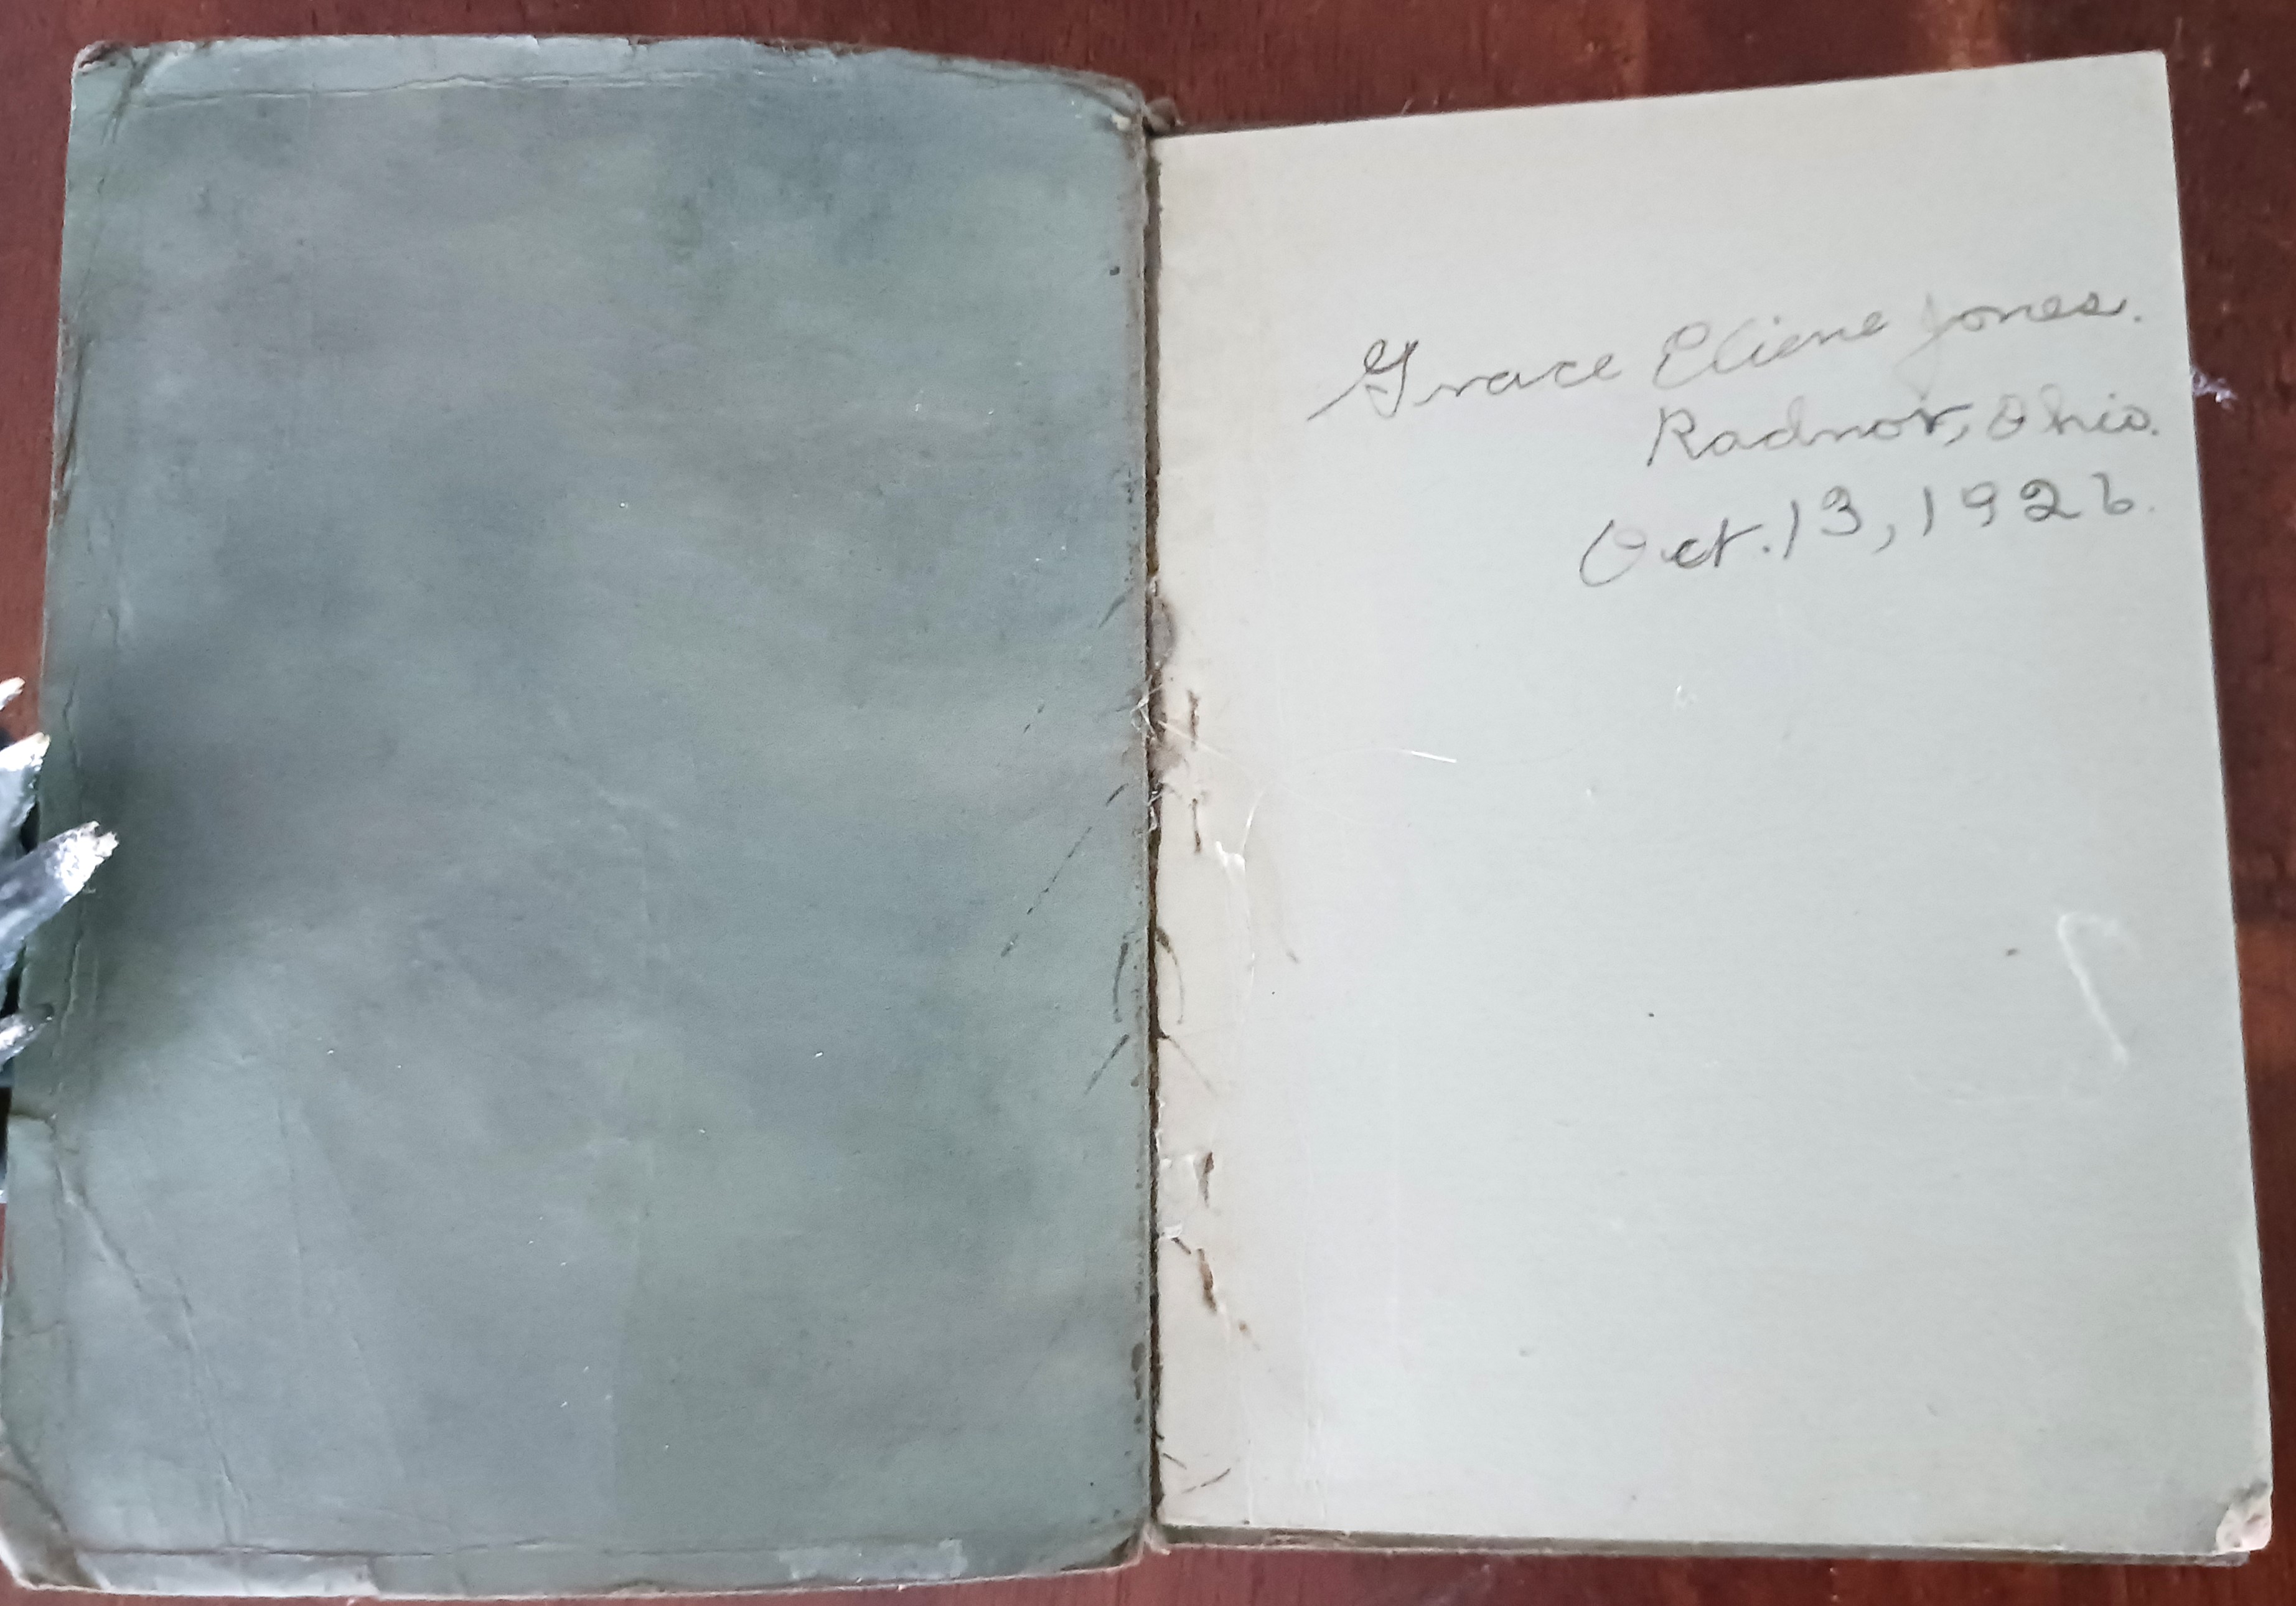 Grace Eliene Jones.
Radnor, Ohio.
Oct. 13, 1926.